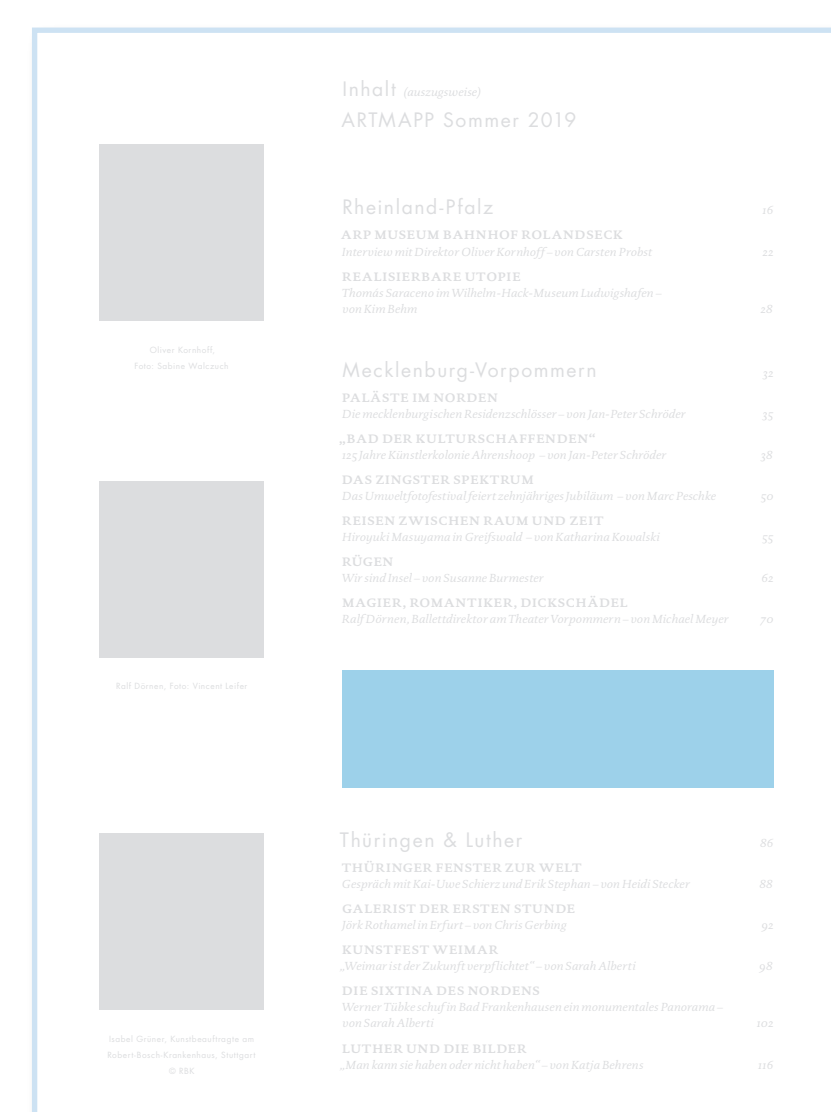 Inhalt (auszugsweise)
ARTMAPP Sommer 2019
Rheinland-Pfalz 16
ARP MUSEUM BAHNHOF ROLANDSECK
Interview mit Direktor Oliver Kornhoff – von Carsten Probst 22
REALISIERBARE UTOPIE
Thomás Saraceno im Wilhelm-Hack-Museum Ludwigshafen –
von Kim Behm 28
Oliver Kornhoff,
Foto: Sabine Walczuch
Mecklenburg-Vorpommern 32
PALÄSTE IM NORDEN
Die mecklenburgischen Residenzschlösser – von Jan-Peter Schröder 35
„BAD DER KULTURSCHAFFENDEN“
125 Jahre Künstlerkolonie Ahrenshoop – von Jan-Peter Schröder 38
DAS ZINGSTER SPEKTRUM
Das Umweltfotofestival feiert zehnjähriges Jubiläum – von Marc Peschke 50
REISEN ZWISCHEN RAUM UND ZEIT
Hiroyuki Masuyama in Greifswald – von Katharina Kowalski 55
RÜGEN
Wir sind Insel – von Susanne Burmester 62
MAGIER, ROMANTIKER, DICKSCHÄDEL
Ralf Dörnen, Ballettdirektor am Theater Vorpommern – von Michael Meyer 70
Ralf Dörnen, Foto: Vincent Leifer
Thüringen & Luther 86
THÜRINGER FENSTER ZUR WELT
Gespräch mit Kai-Uwe Schierz und Erik Stephan – von Heidi Stecker 88
GALERIST DER ERSTEN STUNDE
Jörk Rothamel in Erfurt – von Chris Gerbing 92
KUNSTFEST WEIMAR
„Weimar ist der Zukunft verpflichtet“ – von Sarah Alberti 98
DIE SIXTINA DES NORDENS
Werner Tübke schuf in Bad Frankenhausen ein monumentales Panorama –
von Sarah Alberti 102
LUTHER UND DIE BILDER
„Man kann sie haben oder nicht haben“ – von Katja Behrens 116
Isabel Grüner, Kunstbeauftragte am
Robert-Bosch-Krankenhaus, Stuttgart
© RBK